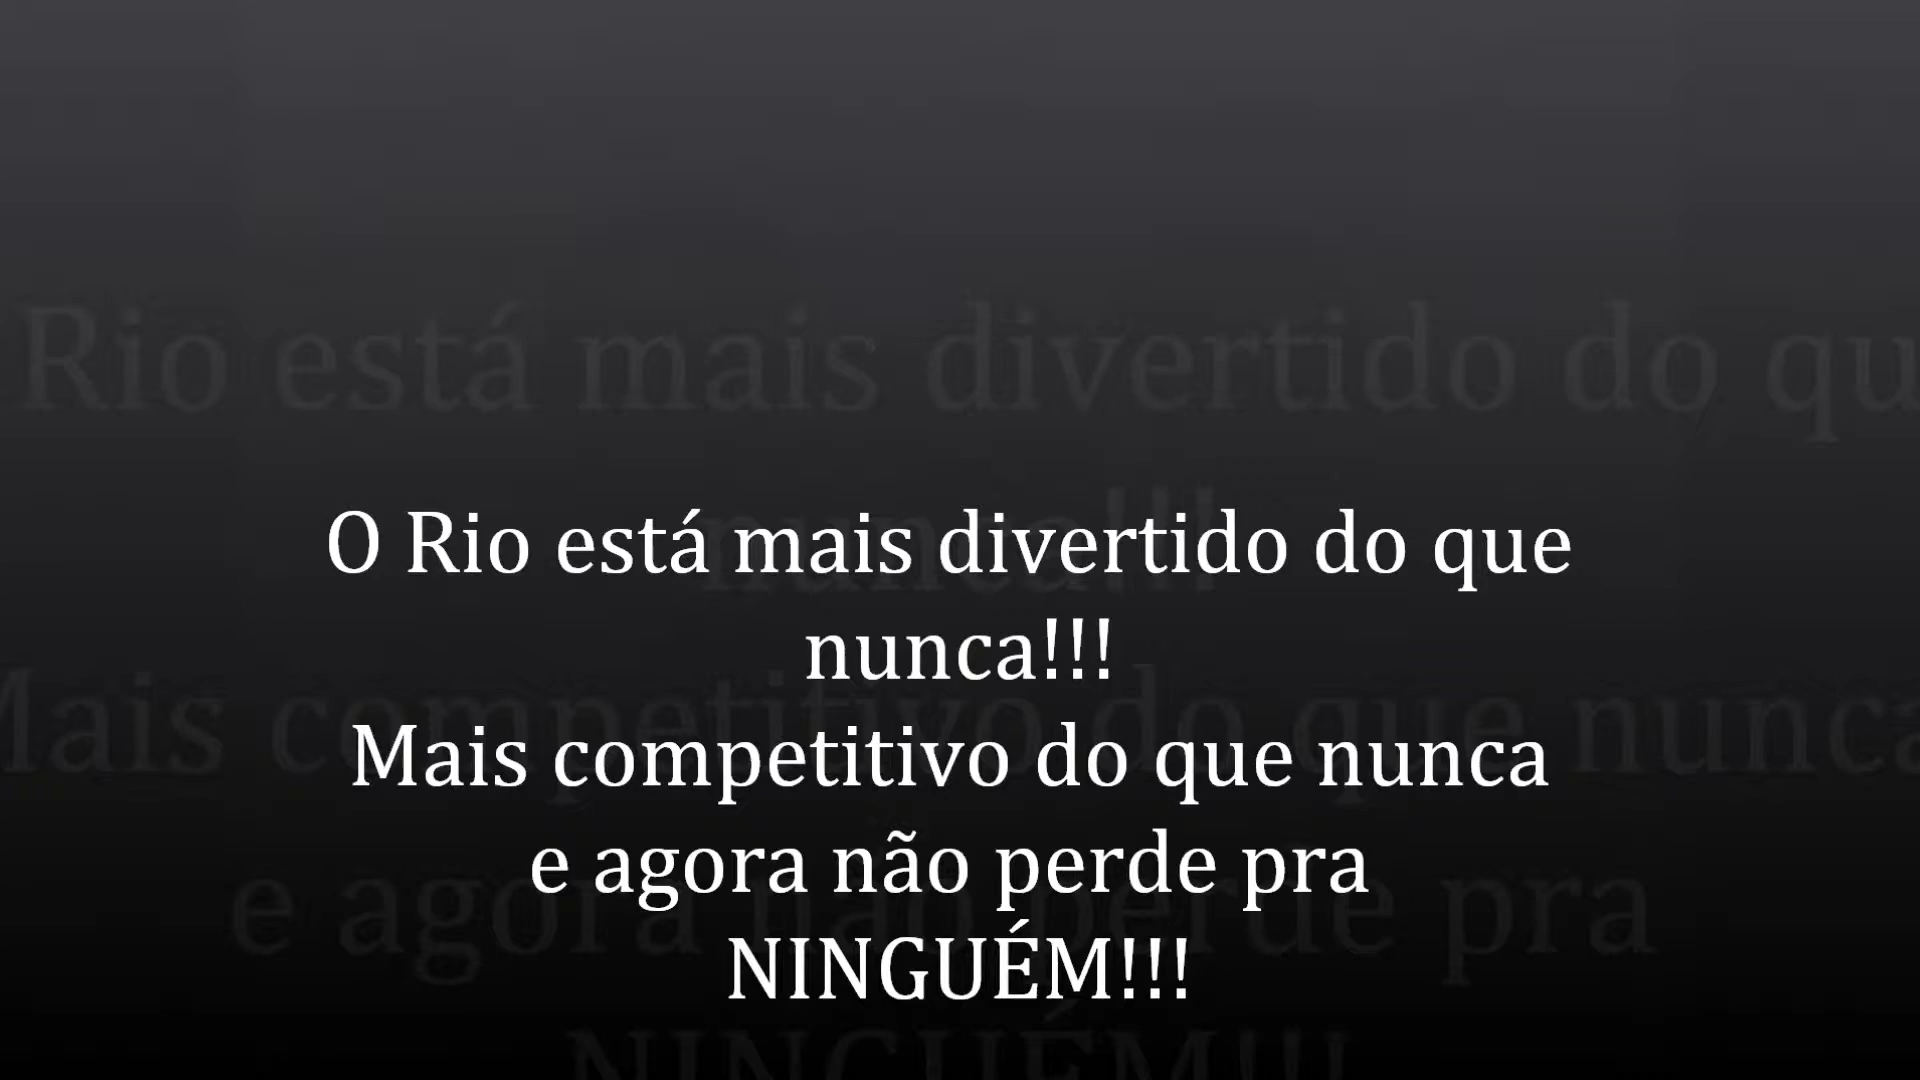 O Rio está mais divertido do que
nunca!!!
Mais competitivo do que nunca
e agora não perde pra
NINGUÉM!!!